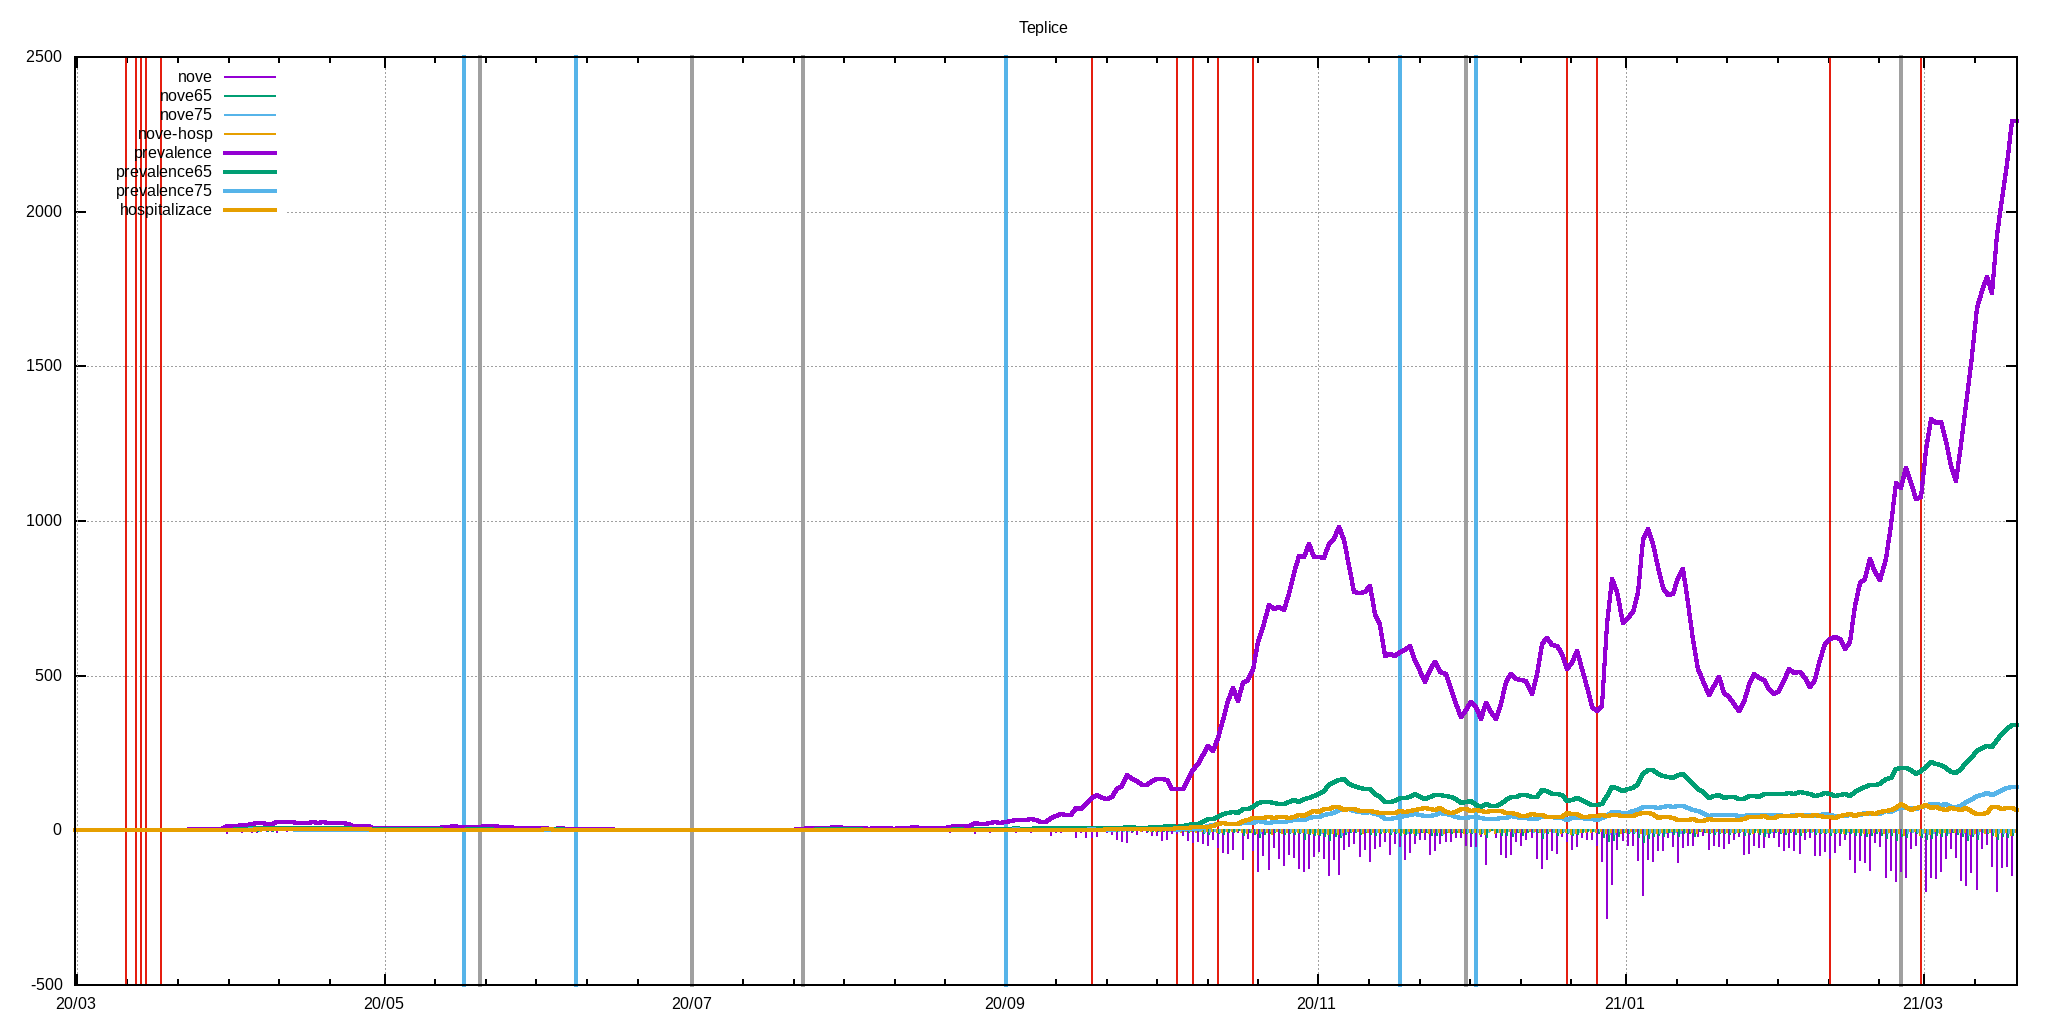 Teplice
2500
2000
1500
1000
500
0
-500
nove
nove65
nove75
nove-hosp
prevalence
prevalence65
prevalence75
hospitalizace
20/03 20/05 20/07 20/09 20/11 21/01 21/03